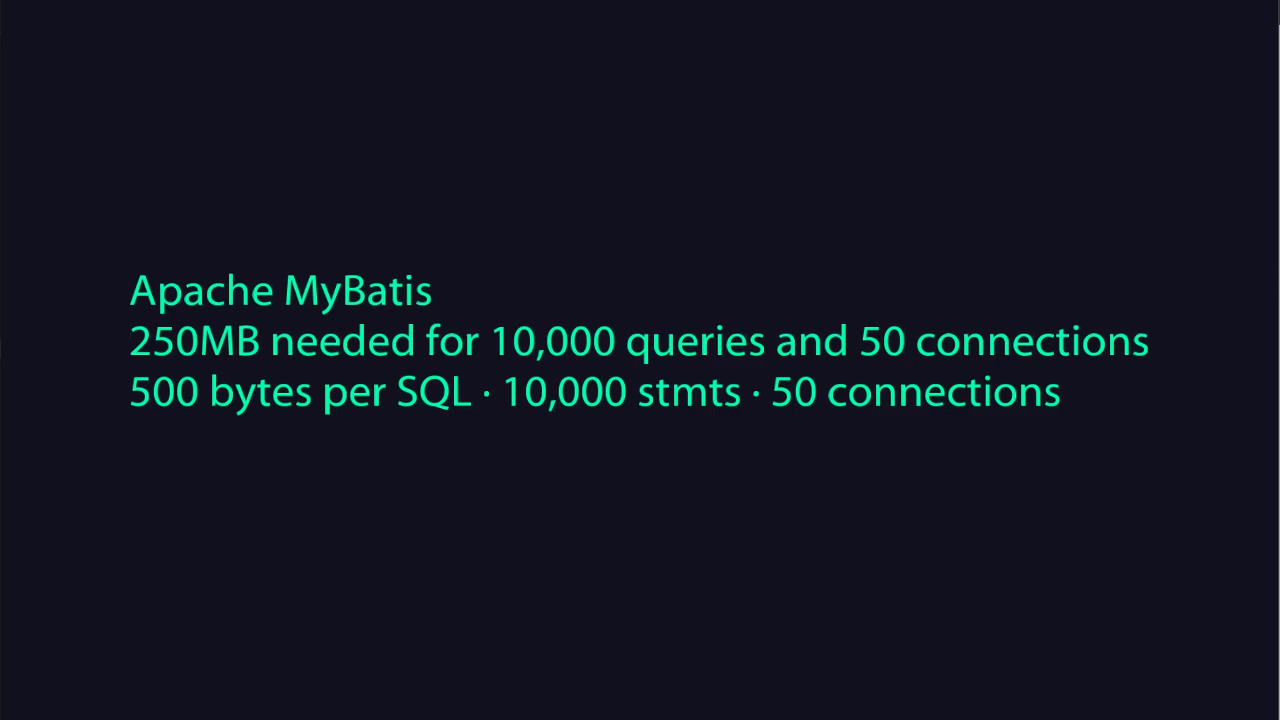 Apache MyBatis
250MB needed for 10,000 queries and 50 connections
500 bytes per SQL · 10,000 stmts · 50 connections